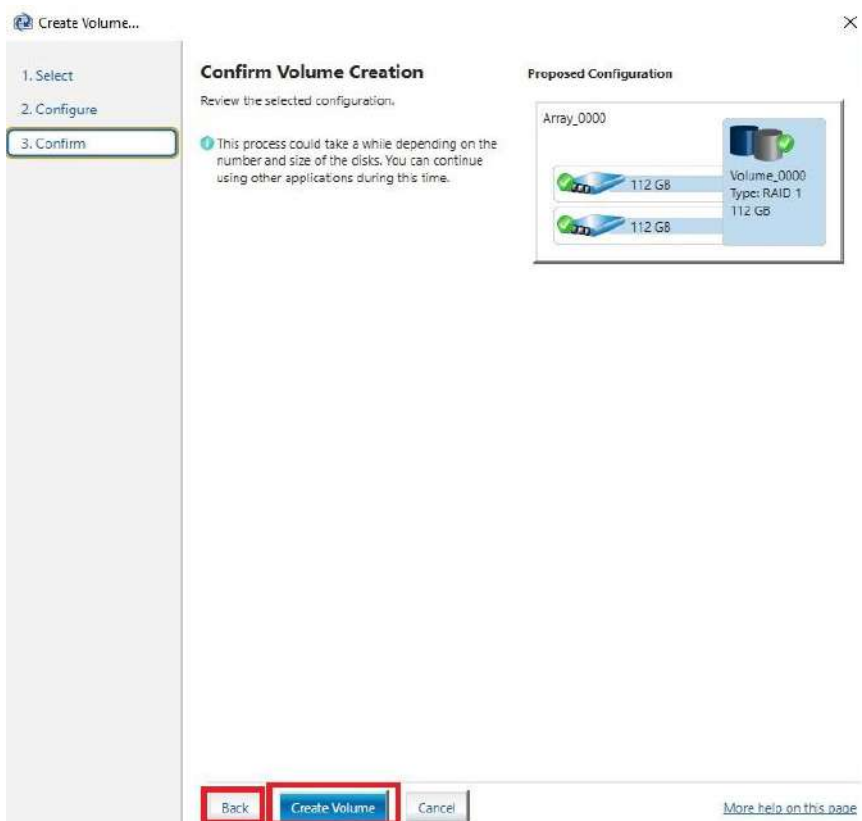 Create Volume...
1. Select
2. Configure
3. Confirm
Confirm Volume Creation
Review the selected configuration.
This process could take a while depending on the
number and size of the disks. You can continue
using other applications during this time.
Proposed Configuration
Array_0000
112 GB
112 GB
Volume_0000
Type: RAID 1
112 GB
Back
Create Volume
Cancel
More help on this page